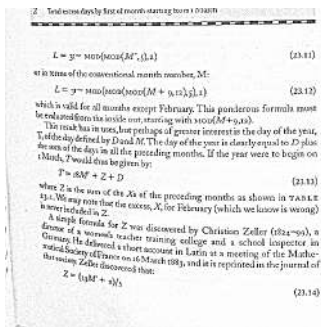 Z Total excess days by first of month starting from 1 MARCH
L = 31 − MOD(MOD(M', 5), 2) (23.11)
or in terms of the conventional month number, M:
L = 31 − MOD(MOD(MOD(M + 9, 12), 5), 2) (23.12)
which is valid for all months except February. This ponderous formula must
be evaluated from the inside out, starting with MOD(M+9,12).
This result has its uses, but perhaps of greater interest is the day of the year,
T, of the day defined by D and M. The day of the year is clearly equal to D plus
the sum of the days in all the preceding months. If the year were to begin on
1 March, T would thus be given by:
T = 28M' + Z + D (23.13)
where Z is the sum of the Xs of the preceding months as shown in TABLE
23.1. We may note that the excess, X, for February (which we know is wrong)
is never included in Z.
A simple formula for Z was discovered by Christian Zeller (1824–99), a
director of a women's teacher training college and a school inspector in
Germany. He delivered a short account in Latin at a meeting of the Mathe-
matical Society of France on 16 March 1883, and it is reprinted in the journal of
that society. Zeller discovered that:
Z = (13M' + 2)/5 (23.14)